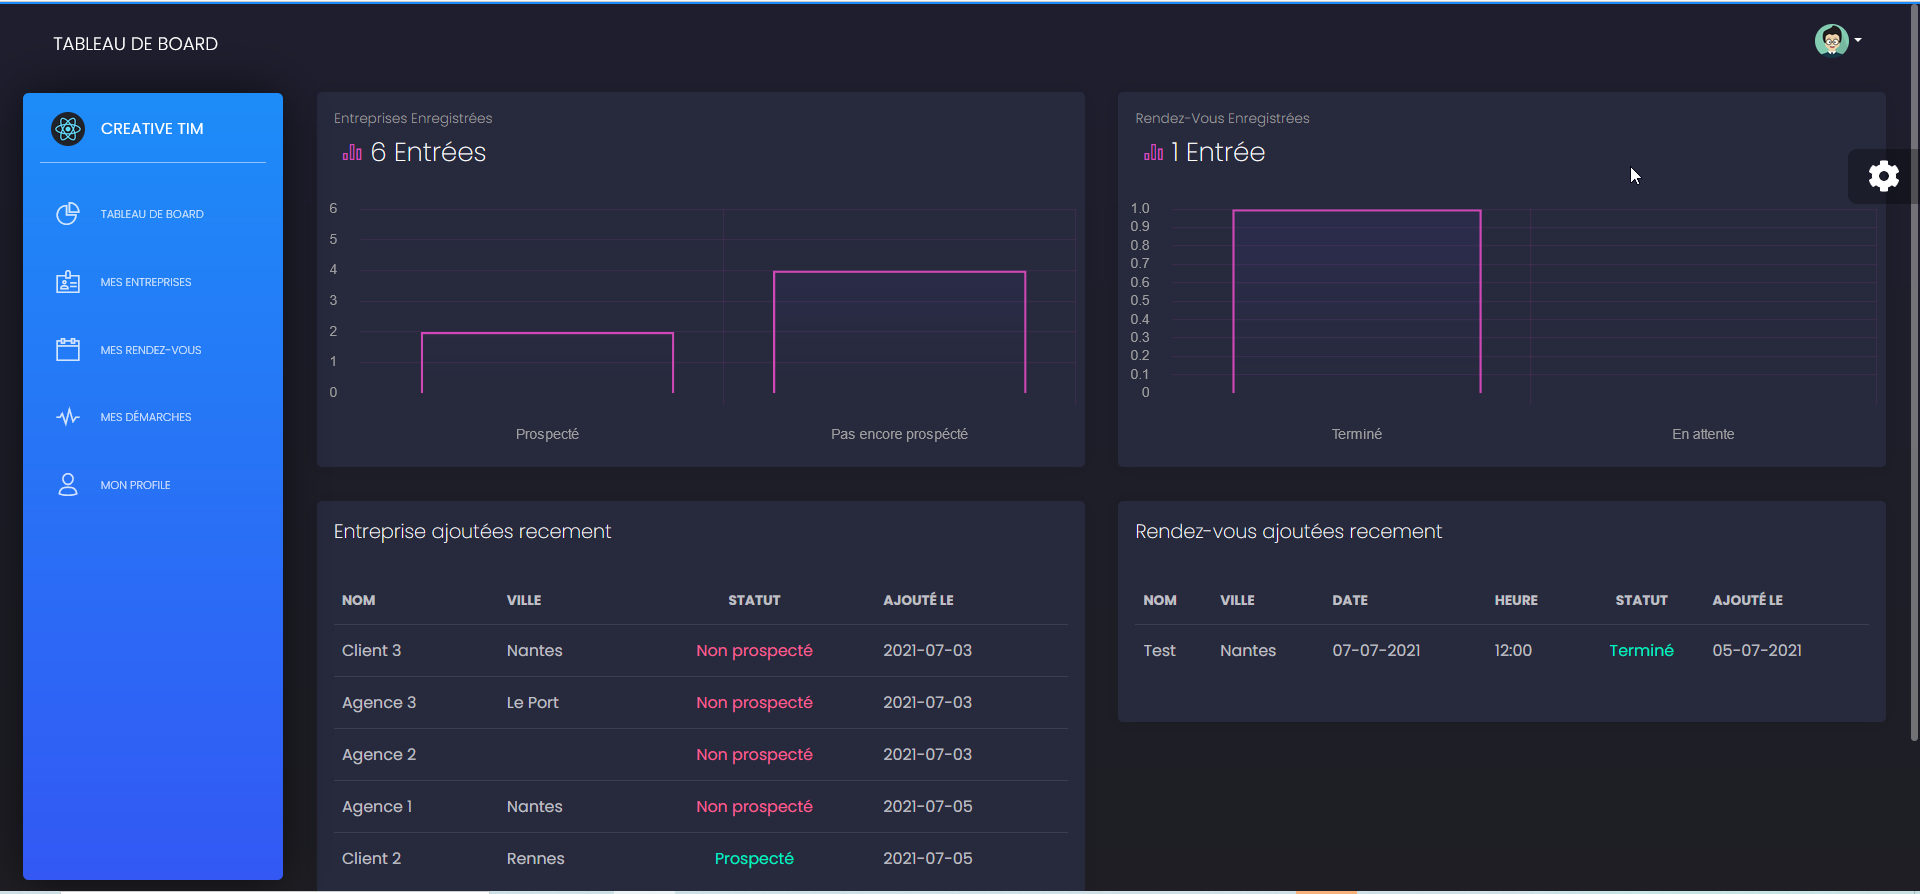 TABLEAU DE BOARD
CREATIVE TIM
TABLEAU DE BOARD
MES ENTREPRISES
MES RENDEZ-VOUS
MES DÉMARCHES
MON PROFILE
Entreprises Enregistrées
6 Entrées
6
5
4
3
2
1
0
Prospecté
Pas encore prospécté
Rendez-Vous Enregistrées
1 Entrée
1.0
0.9
0.8
0.7
0.6
0.5
0.4
0.3
0.2
0.1
0
Terminé
En attente
Entreprise ajoutées recement
NOM VILLE STATUT AJOUTÉ LE
Client 3 Nantes Non prospecté 2021-07-03
Agence 3 Le Port Non prospecté 2021-07-03
Agence 2 Non prospecté 2021-07-03
Agence 1 Nantes Non prospecté 2021-07-05
Client 2 Rennes Prospecté 2021-07-05
Rendez-vous ajoutées recement
NOM VILLE DATE HEURE STATUT AJOUTÉ LE
Test Nantes 07-07-2021 12:00 Terminé 05-07-2021